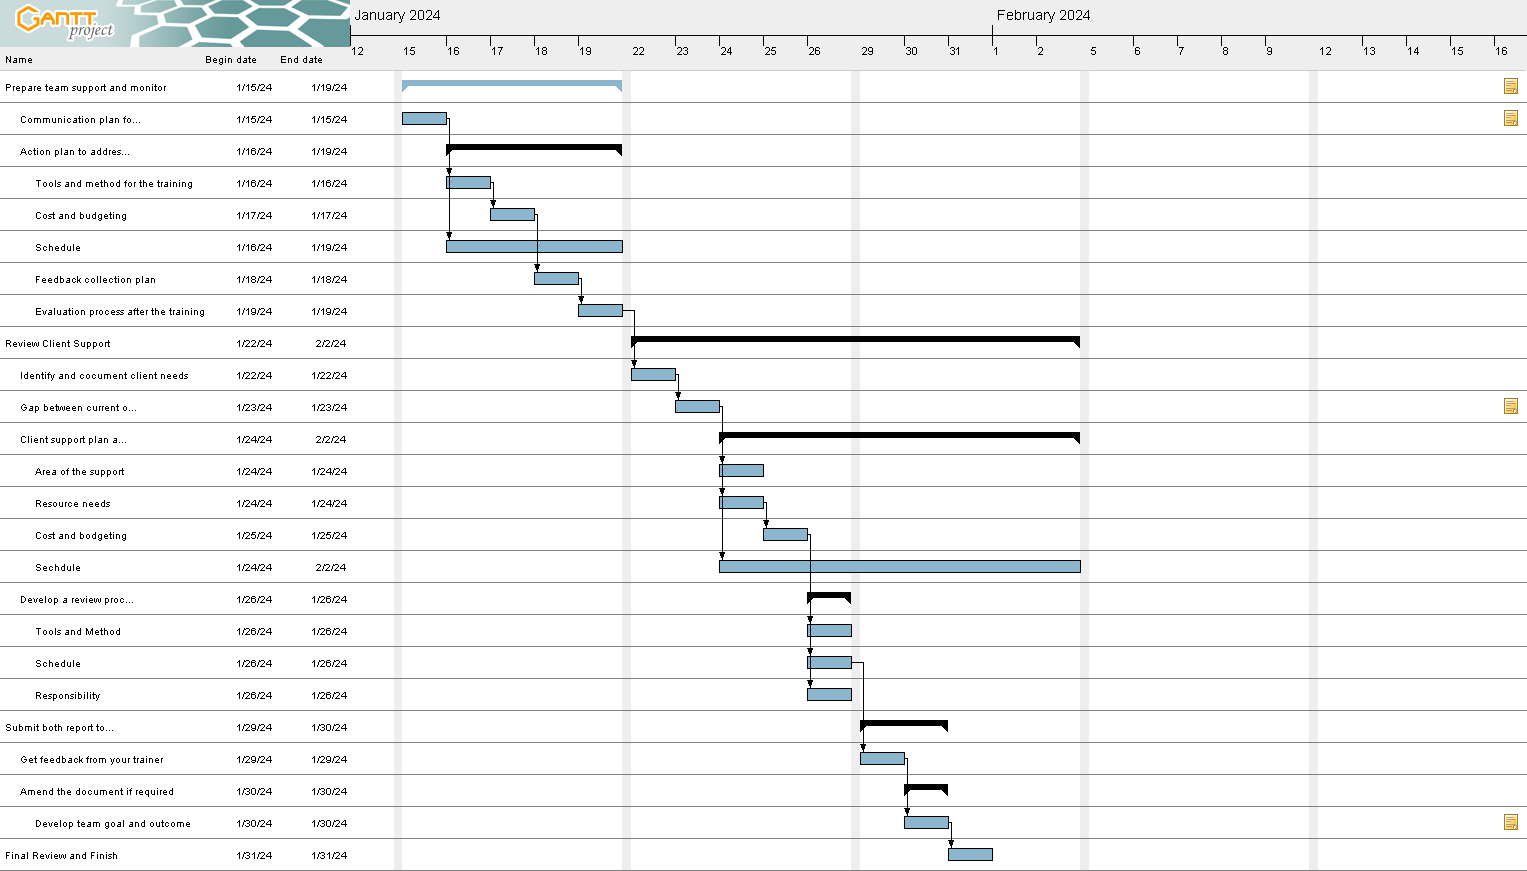 GANTT
project
January 2024
February 2024
12 15 16 17 18 19 22 23 24 25 26 29 30 31 1 2 5 6 7 8 9 12 13 14 15 16
Name Begin date End date
Prepare team support and monitor 1/15/24 1/19/24
Communication plan fo... 1/15/24 1/15/24
Action plan to addres... 1/16/24 1/19/24
Tools and method for the training 1/16/24 1/16/24
Cost and budgeting 1/17/24 1/17/24
Schedule 1/16/24 1/19/24
Feedback collection plan 1/18/24 1/18/24
Evaluation process after the training 1/19/24 1/19/24
Review Client Support 1/22/24 2/2/24
Identify and cocument client needs 1/22/24 1/22/24
Gap between current o... 1/23/24 1/23/24
Client support plan a... 1/24/24 2/2/24
Area of the support 1/24/24 1/24/24
Resource needs 1/24/24 1/24/24
Cost and bodgeting 1/25/24 1/25/24
Sechdule 1/24/24 2/2/24
Develop a review proc... 1/26/24 1/26/24
Tools and Method 1/26/24 1/26/24
Schedule 1/26/24 1/26/24
Responsibility 1/26/24 1/26/24
Submit both report to... 1/29/24 1/30/24
Get feedback from your trainer 1/29/24 1/29/24
Amend the document if required 1/30/24 1/30/24
Develop team goal and outcome 1/30/24 1/30/24
Final Review and Finish 1/31/24 1/31/24